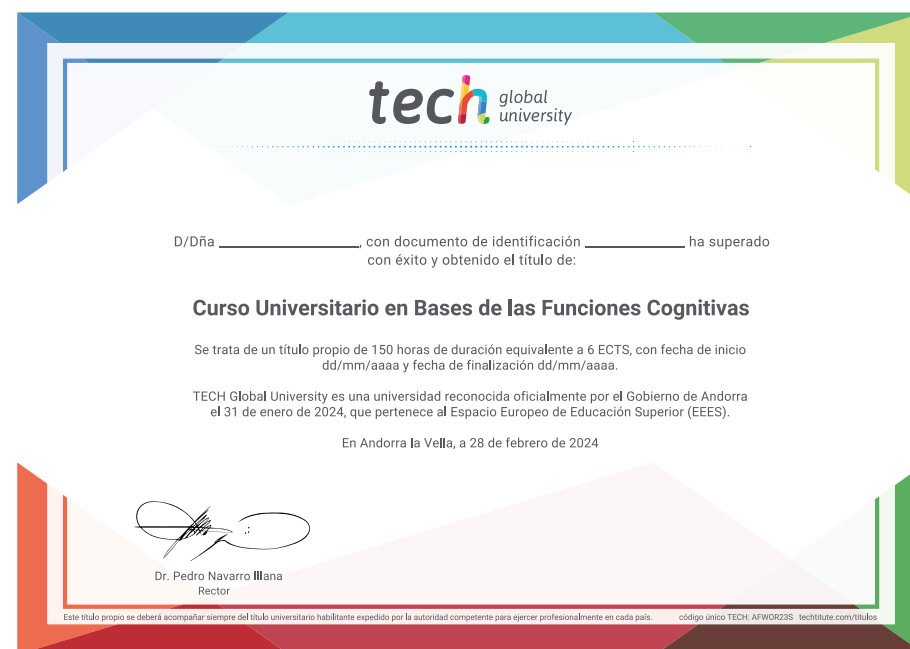 tech global university
D/Dña ____________________, con documento de identificación ______________ ha superado
con éxito y obtenido el título de:
Curso Universitario en Bases de las Funciones Cognitivas
Se trata de un título propio de 150 horas de duración equivalente a 6 ECTS, con fecha de inicio
dd/mm/aaaa y fecha de finalización dd/mm/aaaa.
TECH Global University es una universidad reconocida oficialmente por el Gobierno de Andorra
el 31 de enero de 2024, que pertenece al Espacio Europeo de Educación Superior (EEES).
En Andorra la Vella, a 28 de febrero de 2024
Dr. Pedro Navarro Illana
Rector
Este título propio se deberá acompañar siempre del título universitario habilitante expedido por la autoridad competente para ejercer profesionalmente en cada país. código único TECH: AFWOR23S techtitute.com/titulos